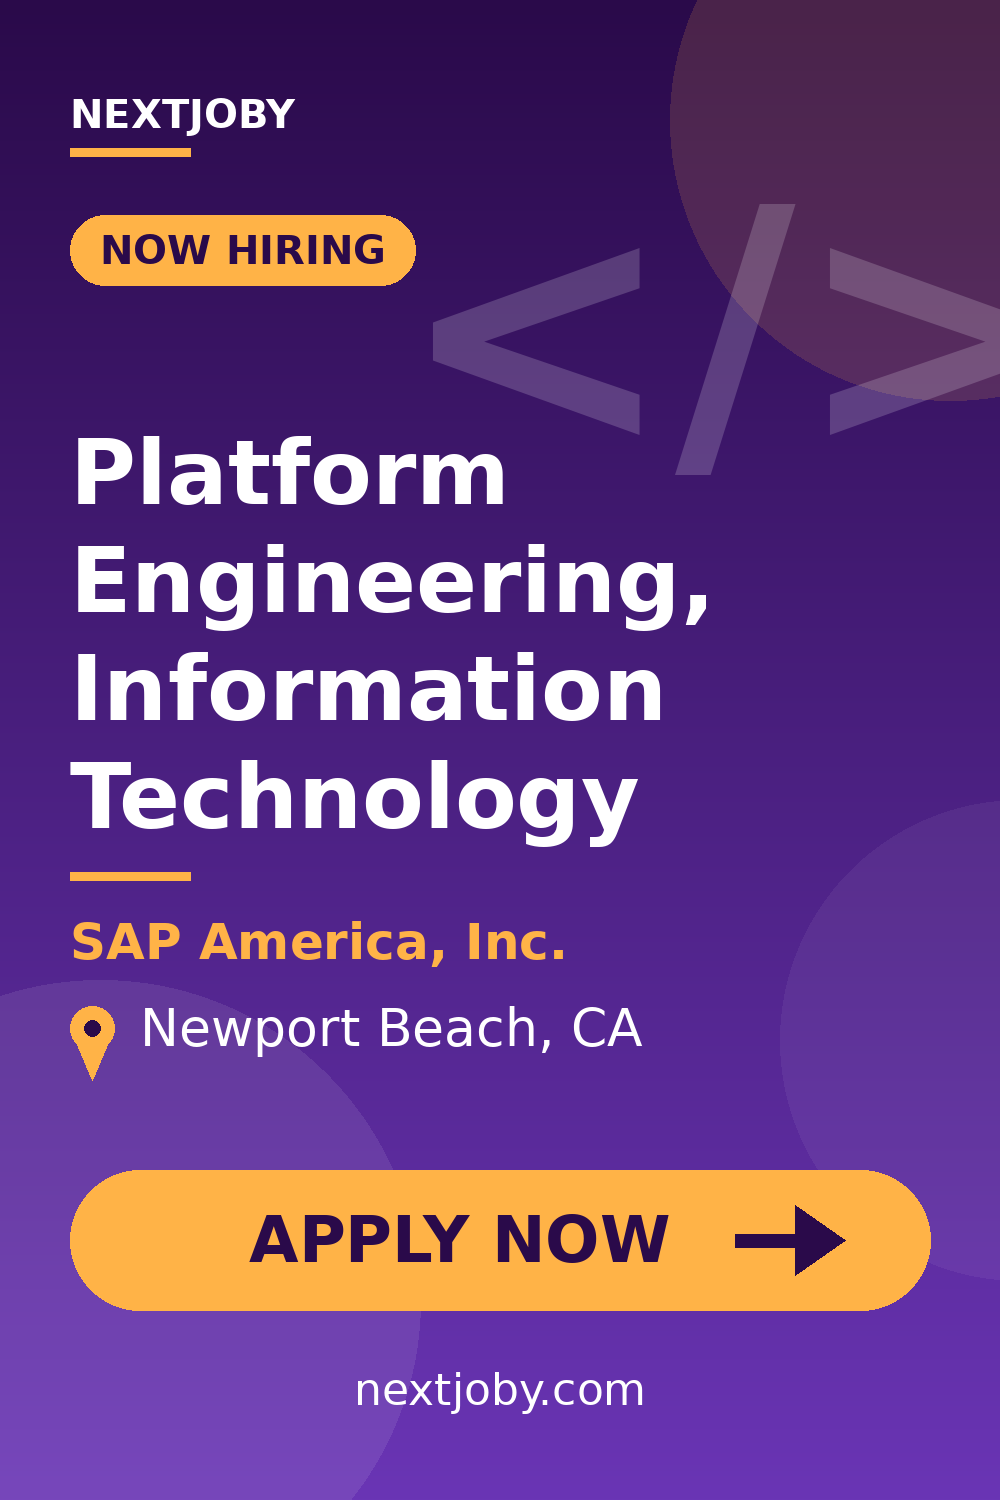 NEXTJOBY
NOW HIRING
</>
Platform
Engineering,
Information
Technology
SAP America, Inc.
Newport Beach, CA
APPLY NOW
nextjoby.com